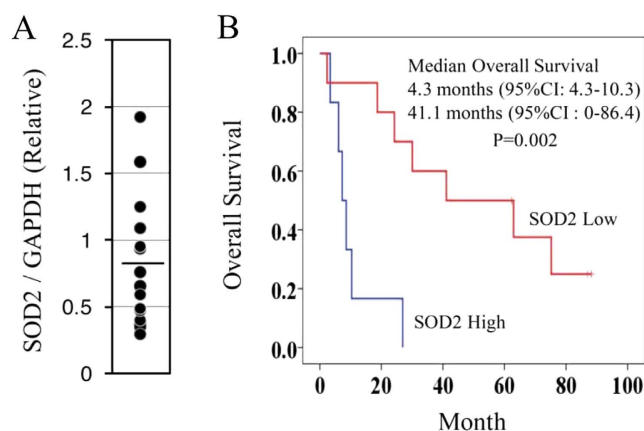 A
SOD2 / GAPDH (Relative)
2.5
2
1.5
1
0.5
0
B
Overall Survival
1.0
0.8
0.6
0.4
0.2
0.0
Median Overall Survival
4.3 months (95%CI: 4.3-10.3)
41.1 months (95%CI : 0-86.4)
P=0.002
SOD2 Low
SOD2 High
0 20 40 60 80 100
Month